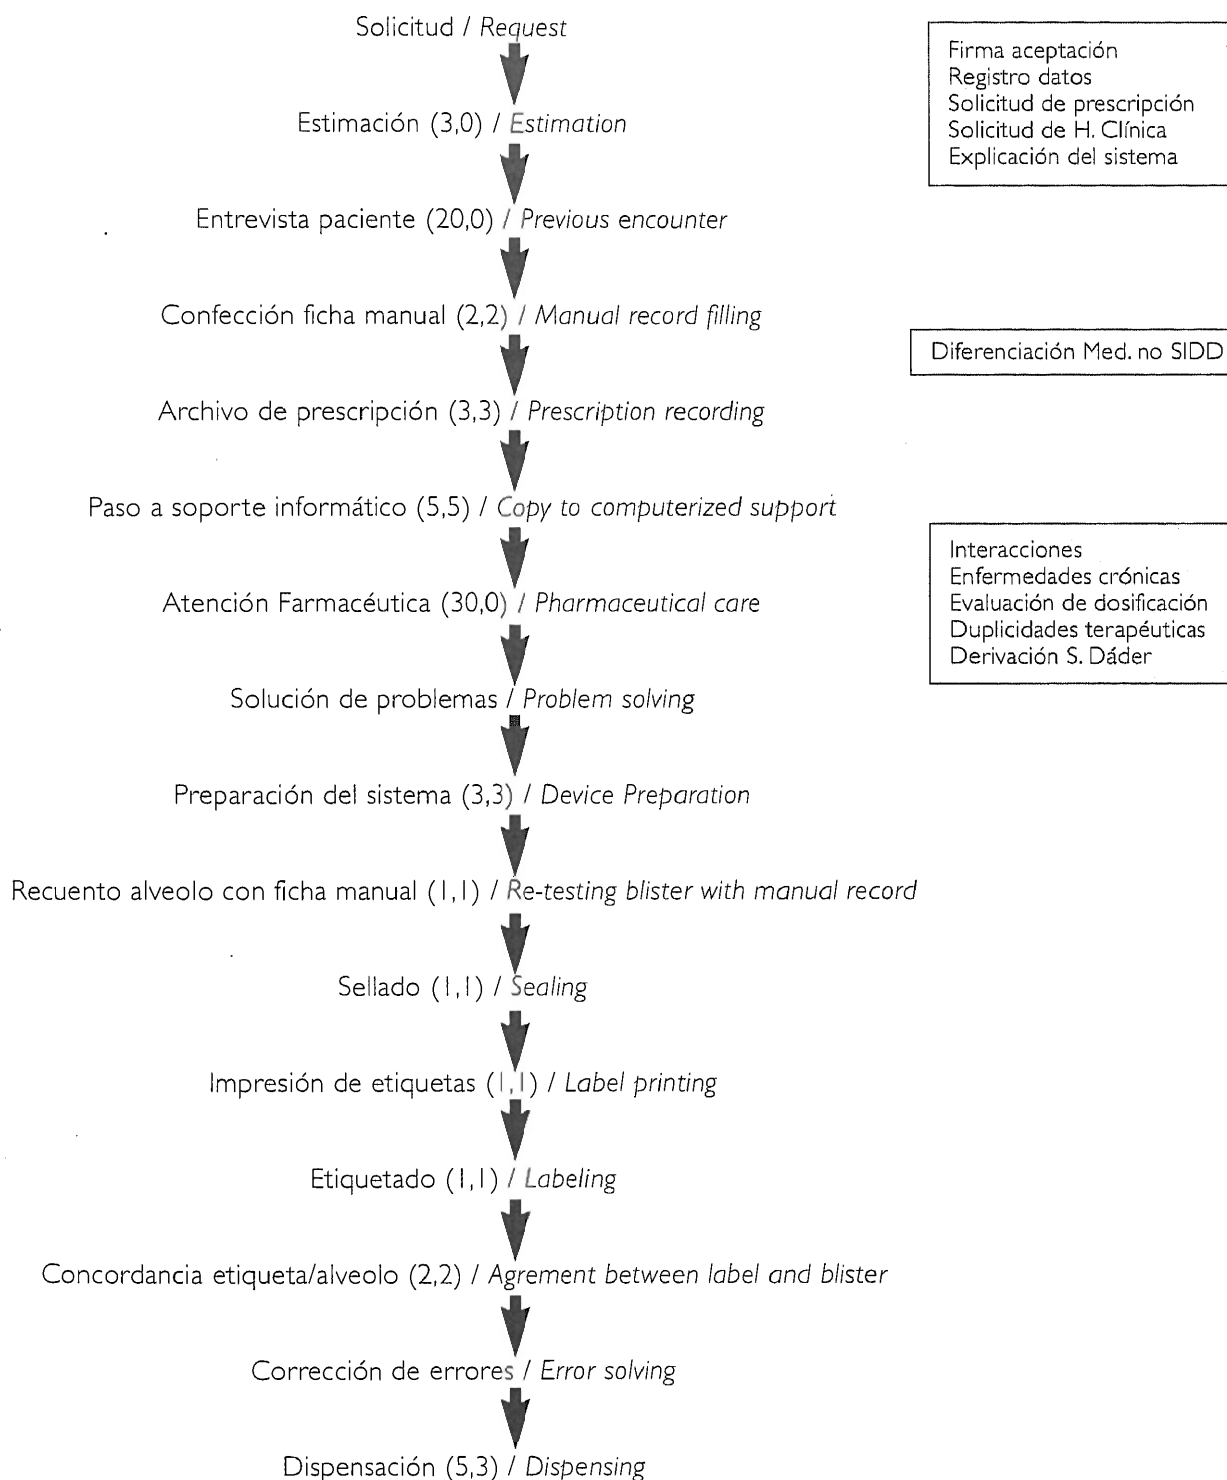 Solicitud / Request
Firma aceptación
Registro datos
Solicitud de prescripción
Solicitud de H. Clínica
Explicación del sistema
Estimación (3,0) / Estimation
Entrevista paciente (20,0) / Previous encounter
Confección ficha manual (2,2) / Manual record filling
Diferenciación Med. no SIDD
Archivo de prescripción (3,3) / Prescription recording
Paso a soporte informático (5,5) / Copy to computerized support
Interacciones
Enfermedades crónicas
Evaluación de dosificación
Duplicidades terapéuticas
Derivación S. Dáder
Atención Farmacéutica (30,0) / Pharmaceutical care
Solución de problemas / Problem solving
Preparación del sistema (3,3) / Device Preparation
Recuento alveolo con ficha manual (1,1) / Re-testing blister with manual record
Sellado (1,1) / Sealing
Impresión de etiquetas (1,1) / Label printing
Etiquetado (1,1) / Labeling
Concordancia etiqueta/alveolo (2,2) / Agrement between label and blister
Corrección de errores / Error solving
Dispensación (5,3) / Dispensing